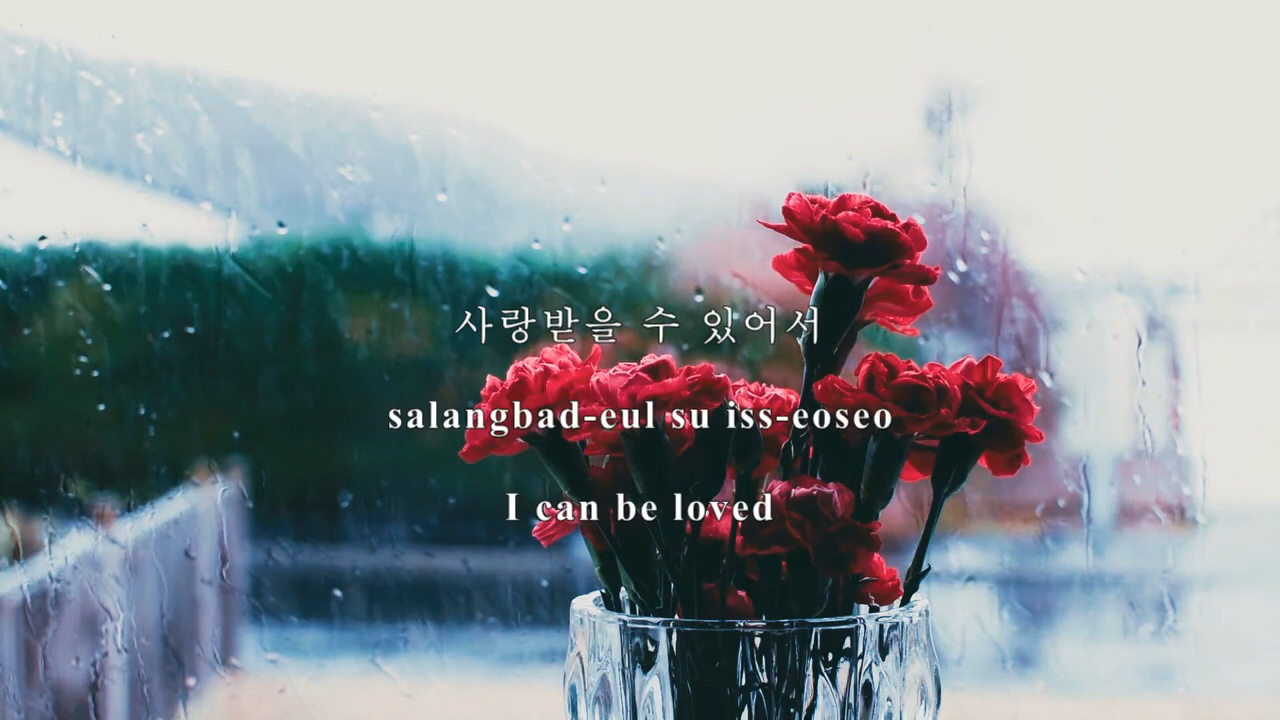 사랑받을 수 있어서
salangbad-eul su iss-eoseo
I can be loved